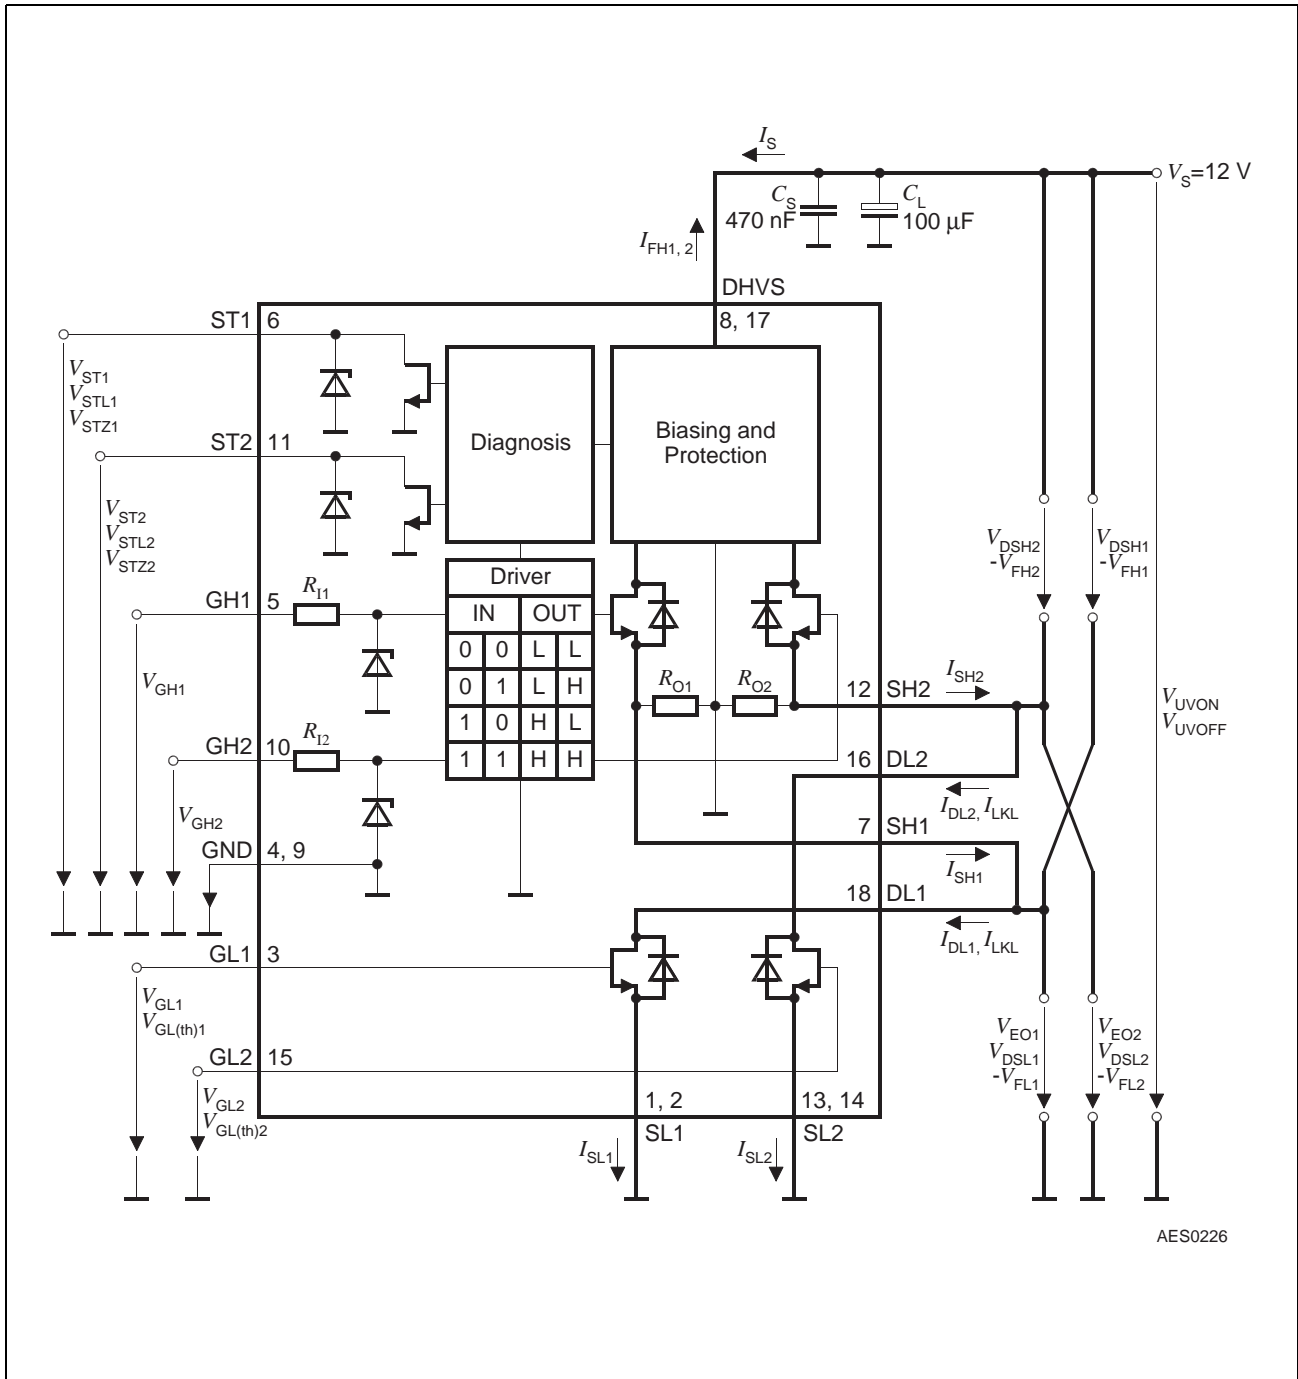 I_S
V_S=12 V
C_S
470 nF
C_L
100 μF
I_FH1, 2
DHVS
8, 17
ST1
6
V_ST1
V_STL1
V_STZ1
Diagnosis
Biasing and
Protection
ST2
11
V_ST2
V_STL2
V_STZ2
V_DSH2
-V_FH2
V_DSH1
-V_FH1
Driver
IN OUT
0 0 L L
0 1 L H
1 0 H L
1 1 H H
GH1
5
R_I1
V_GH1
R_O1
R_O2
12
SH2
I_SH2
V_UVON
V_UVOFF
GH2
10
R_I2
16
DL2
I_DL2, I_LKL
V_GH2
7
SH1
I_SH1
GND
4, 9
18
DL1
I_DL1, I_LKL
GL1
3
V_GL1
V_GL(th)1
V_EO1
V_DSL1
-V_FL1
V_EO2
V_DSL2
-V_FL2
GL2
15
V_GL2
V_GL(th)2
1, 2
13, 14
SL1
SL2
I_SL1
I_SL2
AES0226